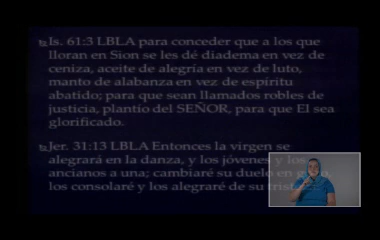 Is. 61:3 LBLA para conceder que a los que
lloran en Sion se les dé diadema en vez de
ceniza, aceite de alegría en vez de luto,
manto de alabanza en vez de espíritu
abatido; para que sean llamados robles de
justicia, plantío del SEÑOR, para que El sea
glorificado.
Jer. 31:13 LBLA Entonces la virgen se
alegrará en la danza, y los jóvenes y los
ancianos a una; cambiaré su duelo en gozo,
los consolaré y los alegraré de su